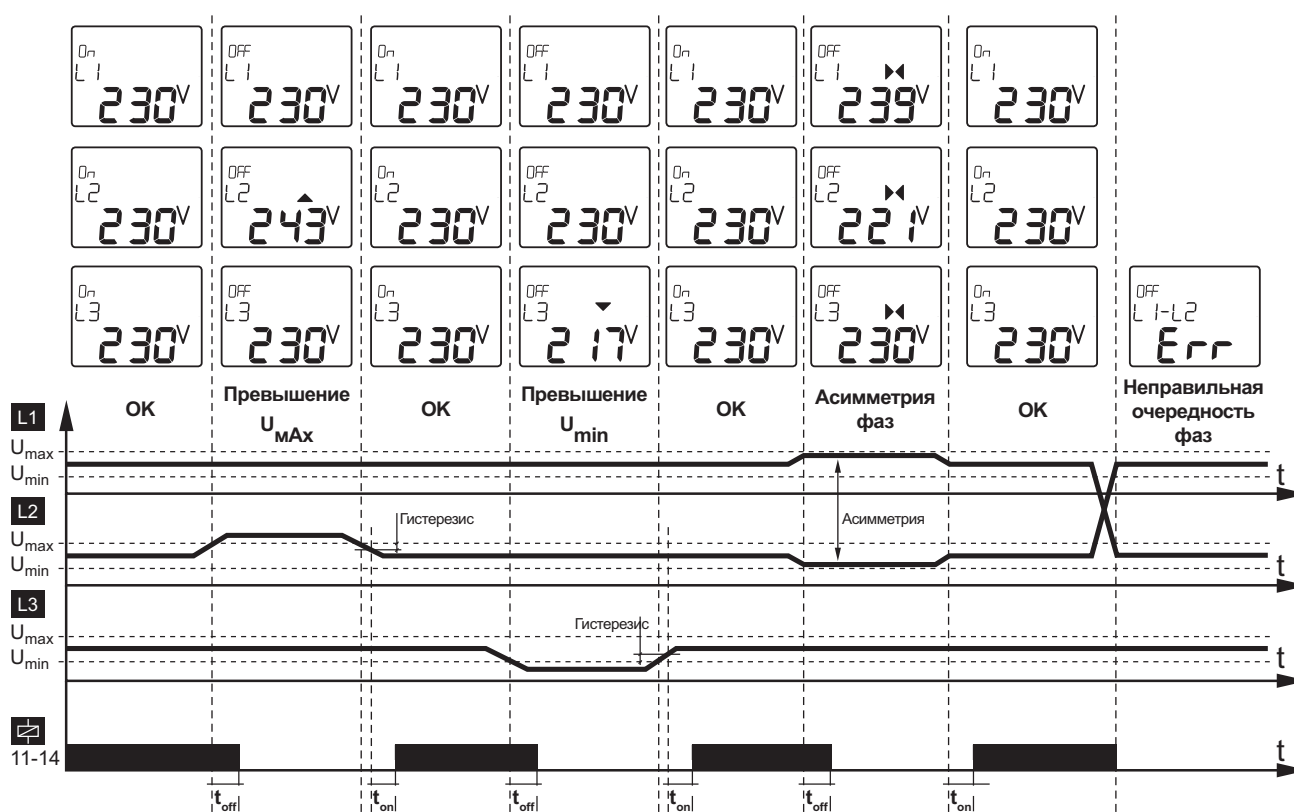 On OFF On OFF On OFF On
L1 L1 L1 L1 L1 L1 L1
230V 230V 230V 230V 230V 239V 230V
On OFF On OFF On OFF On
L2 L2 L2 L2 L2 L2 L2
230V 243V 230V 230V 230V 221V 230V
On OFF On OFF On OFF On OFF
L3 L3 L3 L3 L3 L3 L3 L1-L2
230V 230V 230V 217V 230V 230V 230V Err
OK
Превышение
UмАх
OK
Превышение
Umin
OK
Асимметрия
фаз
OK
Неправильная
очередность
фаз
L1
Umax
Umin
t
L2
Umax
Umin
Гистерезис
Асимметрия
t
L3
Umax
Umin
Гистерезис
t
11-14
t
toff ton toff ton toff ton